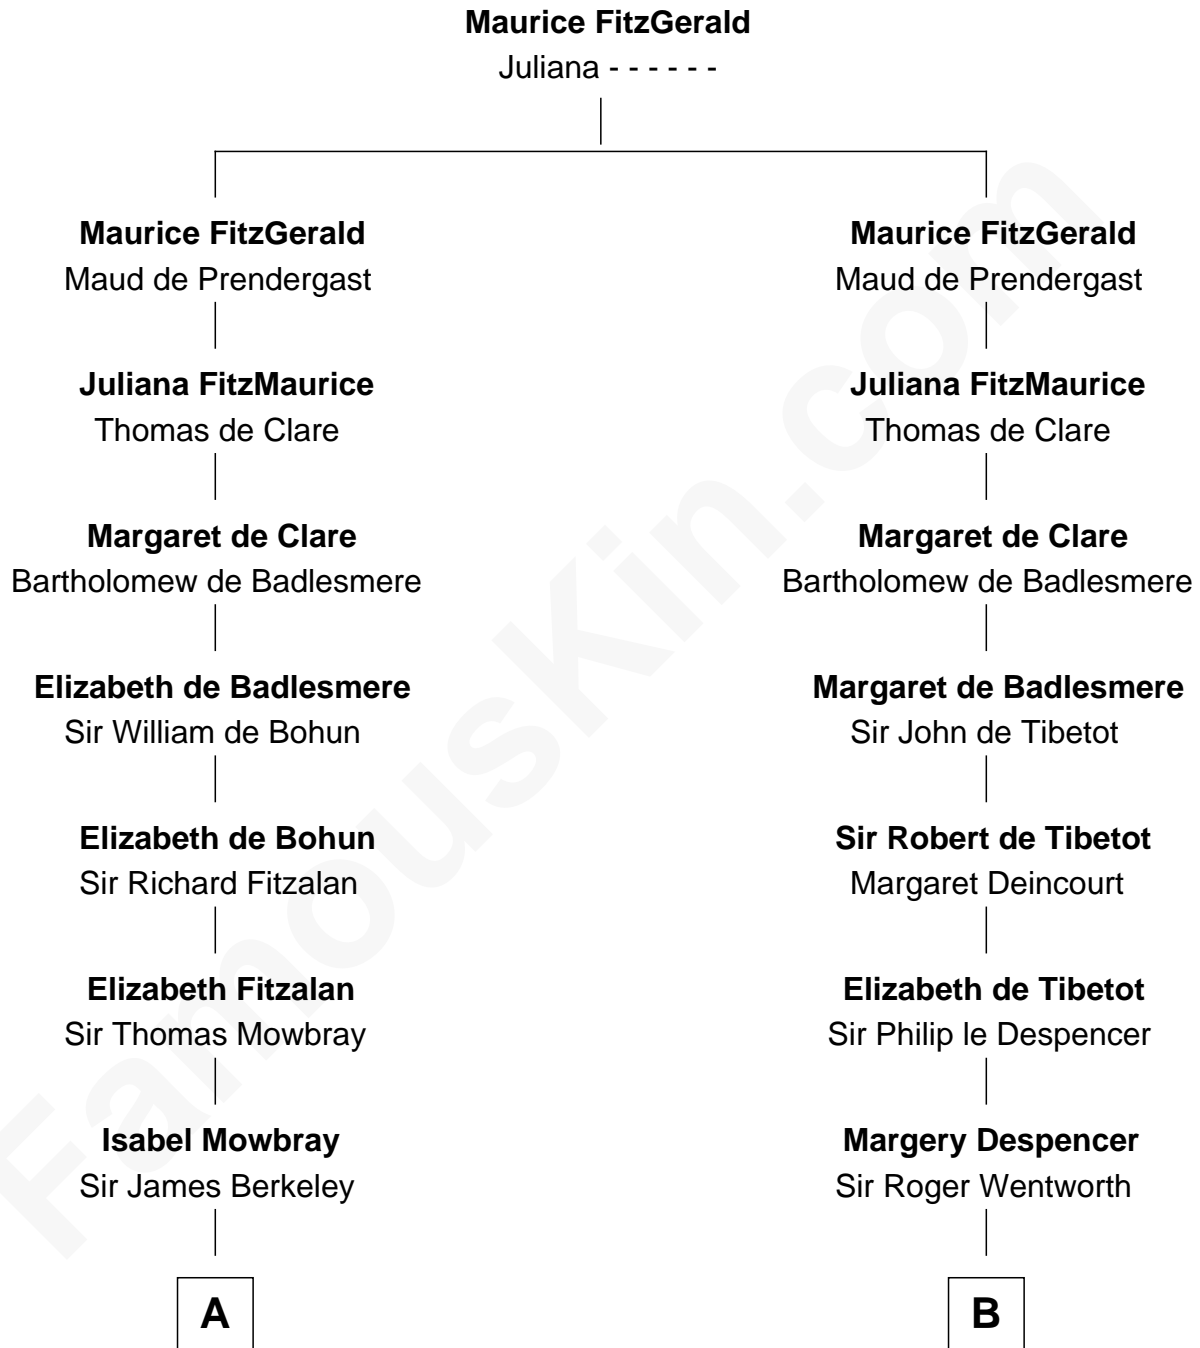 Maurice FitzGerald
Juliana - - - - - -
Maurice FitzGerald
Maud de Prendergast
Juliana FitzMaurice
Thomas de Clare
Margaret de Clare
Bartholomew de Badlesmere
Elizabeth de Badlesmere
Sir William de Bohun
Elizabeth de Bohun
Sir Richard Fitzalan
Elizabeth Fitzalan
Sir Thomas Mowbray
Isabel Mowbray
Sir James Berkeley
A
Maurice FitzGerald
Maud de Prendergast
Juliana FitzMaurice
Thomas de Clare
Margaret de Clare
Bartholomew de Badlesmere
Margaret de Badlesmere
Sir John de Tibetot
Sir Robert de Tibetot
Margaret Deincourt
Elizabeth de Tibetot
Sir Philip le Despencer
Margery Despencer
Sir Roger Wentworth
B
FamousKin.com